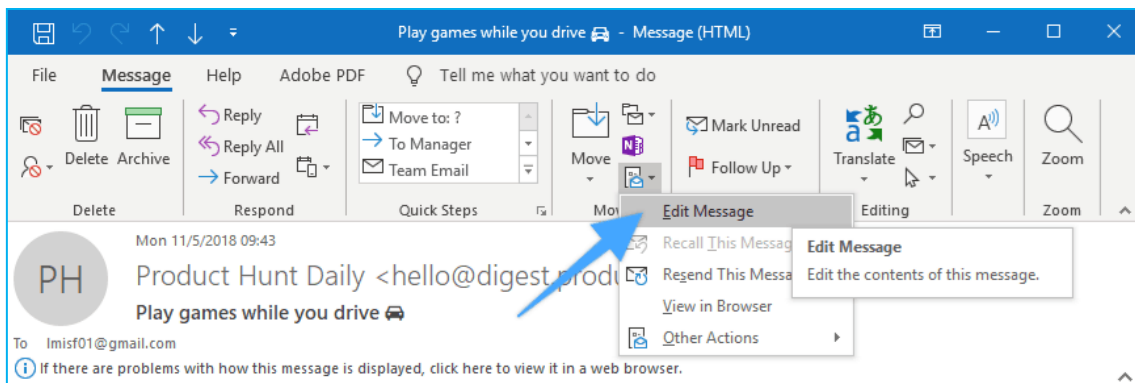 Play games while you drive 🚘 - Message (HTML)
File Message Help Adobe PDF Tell me what you want to do
Delete Archive
Reply
Reply All
Forward
Move to: ?
To Manager
Team Email
Move
Mark Unread
Follow Up
Translate
Speech
Zoom
Delete Respond Quick Steps Editing Zoom
Edit Message
Recall This
Resend This
View in Browser
Other Actions
Edit Message
Edit the contents of this message.
PH
Mon 11/5/2018 09:43
Product Hunt Daily <hello@digest.
Play games while you drive 🚘
To lmisf01@gmail.com
If there are problems with how this message is displayed, click here to view it in a web browser.